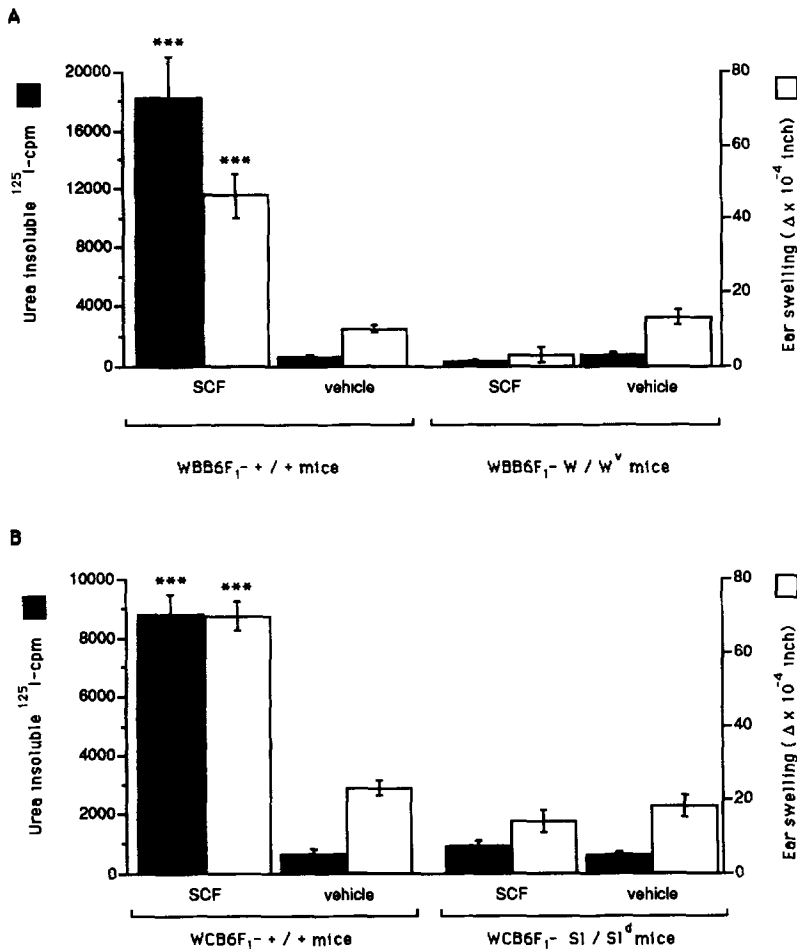 A
*** 
***
Urea insoluble ¹²⁵I-cpm
20000
16000
12000
8000
4000
0
80
60
40
20
0
Ear swelling ( Δ x 10⁻⁴ inch)
SCF
vehicle
SCF
vehicle
WBB6F₁- + / + mice
WBB6F₁- W / Wᵛ mice
B
***
***
Urea insoluble ¹²⁵I-cpm
10000
8000
6000
4000
2000
0
80
60
40
20
0
Ear swelling ( Δ x 10⁻⁴ inch)
SCF
vehicle
SCF
vehicle
WCB6F₁- + / + mice
WCB6F₁- Sl / Slᵈ mice